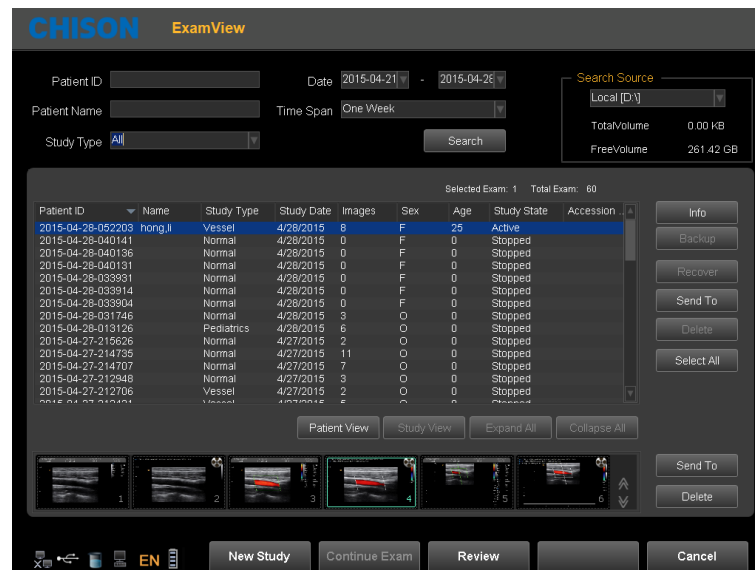 CHISON ExamView
Patient ID Date 2015-04-21 - 2015-04-28 Search Source
Patient Name Time Span One Week Local [D:\]
Study Type All Search TotalVolume 0.00 KB
FreeVolume 261.42 GB
Selected Exam: 1 Total Exam: 60
Patient ID Name Study Type Study Date Images Sex Age Study State Accession ..
2015-04-28-052203 hong,li Vessel 4/28/2015 8 F 25 Active
2015-04-28-040141 Normal 4/28/2015 0 F 0 Stopped
2015-04-28-040136 Normal 4/28/2015 0 F 0 Stopped
2015-04-28-040131 Normal 4/28/2015 0 F 0 Stopped
2015-04-28-033931 Normal 4/28/2015 0 F 0 Stopped
2015-04-28-033914 Normal 4/28/2015 0 F 0 Stopped
2015-04-28-033904 Normal 4/28/2015 0 F 0 Stopped
2015-04-28-031746 Normal 4/28/2015 3 O 0 Stopped
2015-04-28-013126 Pediatrics 4/28/2015 6 O 0 Stopped
2015-04-27-215626 Normal 4/27/2015 2 O 0 Stopped
2015-04-27-214735 Normal 4/27/2015 11 O 0 Stopped
2015-04-27-214707 Normal 4/27/2015 7 O 0 Stopped
2015-04-27-212948 Normal 4/27/2015 3 O 0 Stopped
2015-04-27-212706 Vessel 4/27/2015 2 O 0 Stopped
Info
Backup
Recover
Send To
Delete
Select All
Patient View Study View Expand All Collapse All
1 2 3 4 5 6
Send To
Delete
EN New Study Continue Exam Review Cancel